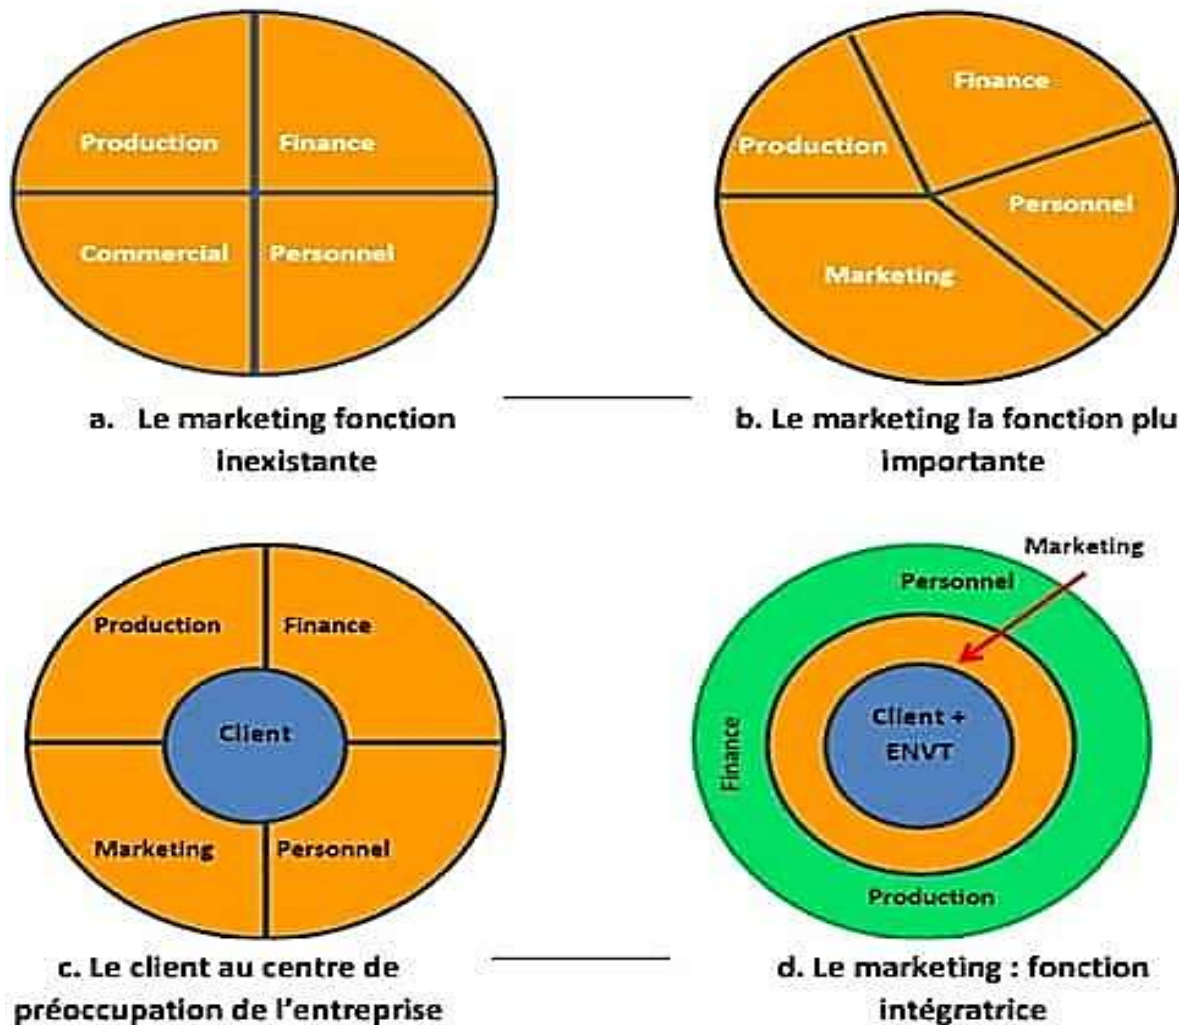 Production
Finance
Commercial
Personnel
a. Le marketing fonction
inexistante
Finance
Production
Personnel
Marketing
b. Le marketing la fonction plu
importante
Production
Finance
Client
Marketing
Personnel
c. Le client au centre de
préoccupation de l'entreprise
Marketing
Personnel
Client +
ENVT
Finance
Production
d. Le marketing : fonction
intégratrice